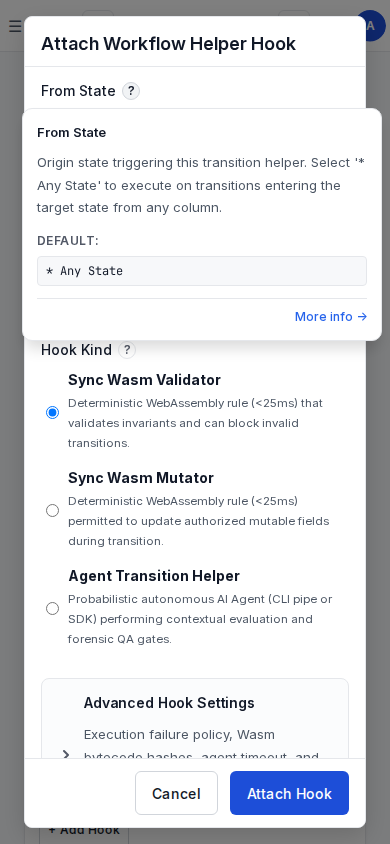 ☰
A
Attach Workflow Helper Hook
From State ?
From State
Origin state triggering this transition helper. Select '*
Any State' to execute on transitions entering the
target state from any column.
DEFAULT:
* Any State
More info →
Hook Kind ?
Sync Wasm Validator
Deterministic WebAssembly rule (<25ms) that
validates invariants and can block invalid
transitions.
Sync Wasm Mutator
Deterministic WebAssembly rule (<25ms)
permitted to update authorized mutable fields
during transition.
Agent Transition Helper
Probabilistic autonomous AI Agent (CLI pipe or
SDK) performing contextual evaluation and
forensic QA gates.
Advanced Hook Settings
Execution failure policy, Wasm
bytecode hashes, agent timeout, and
Cancel
Attach Hook
+ Add Hook